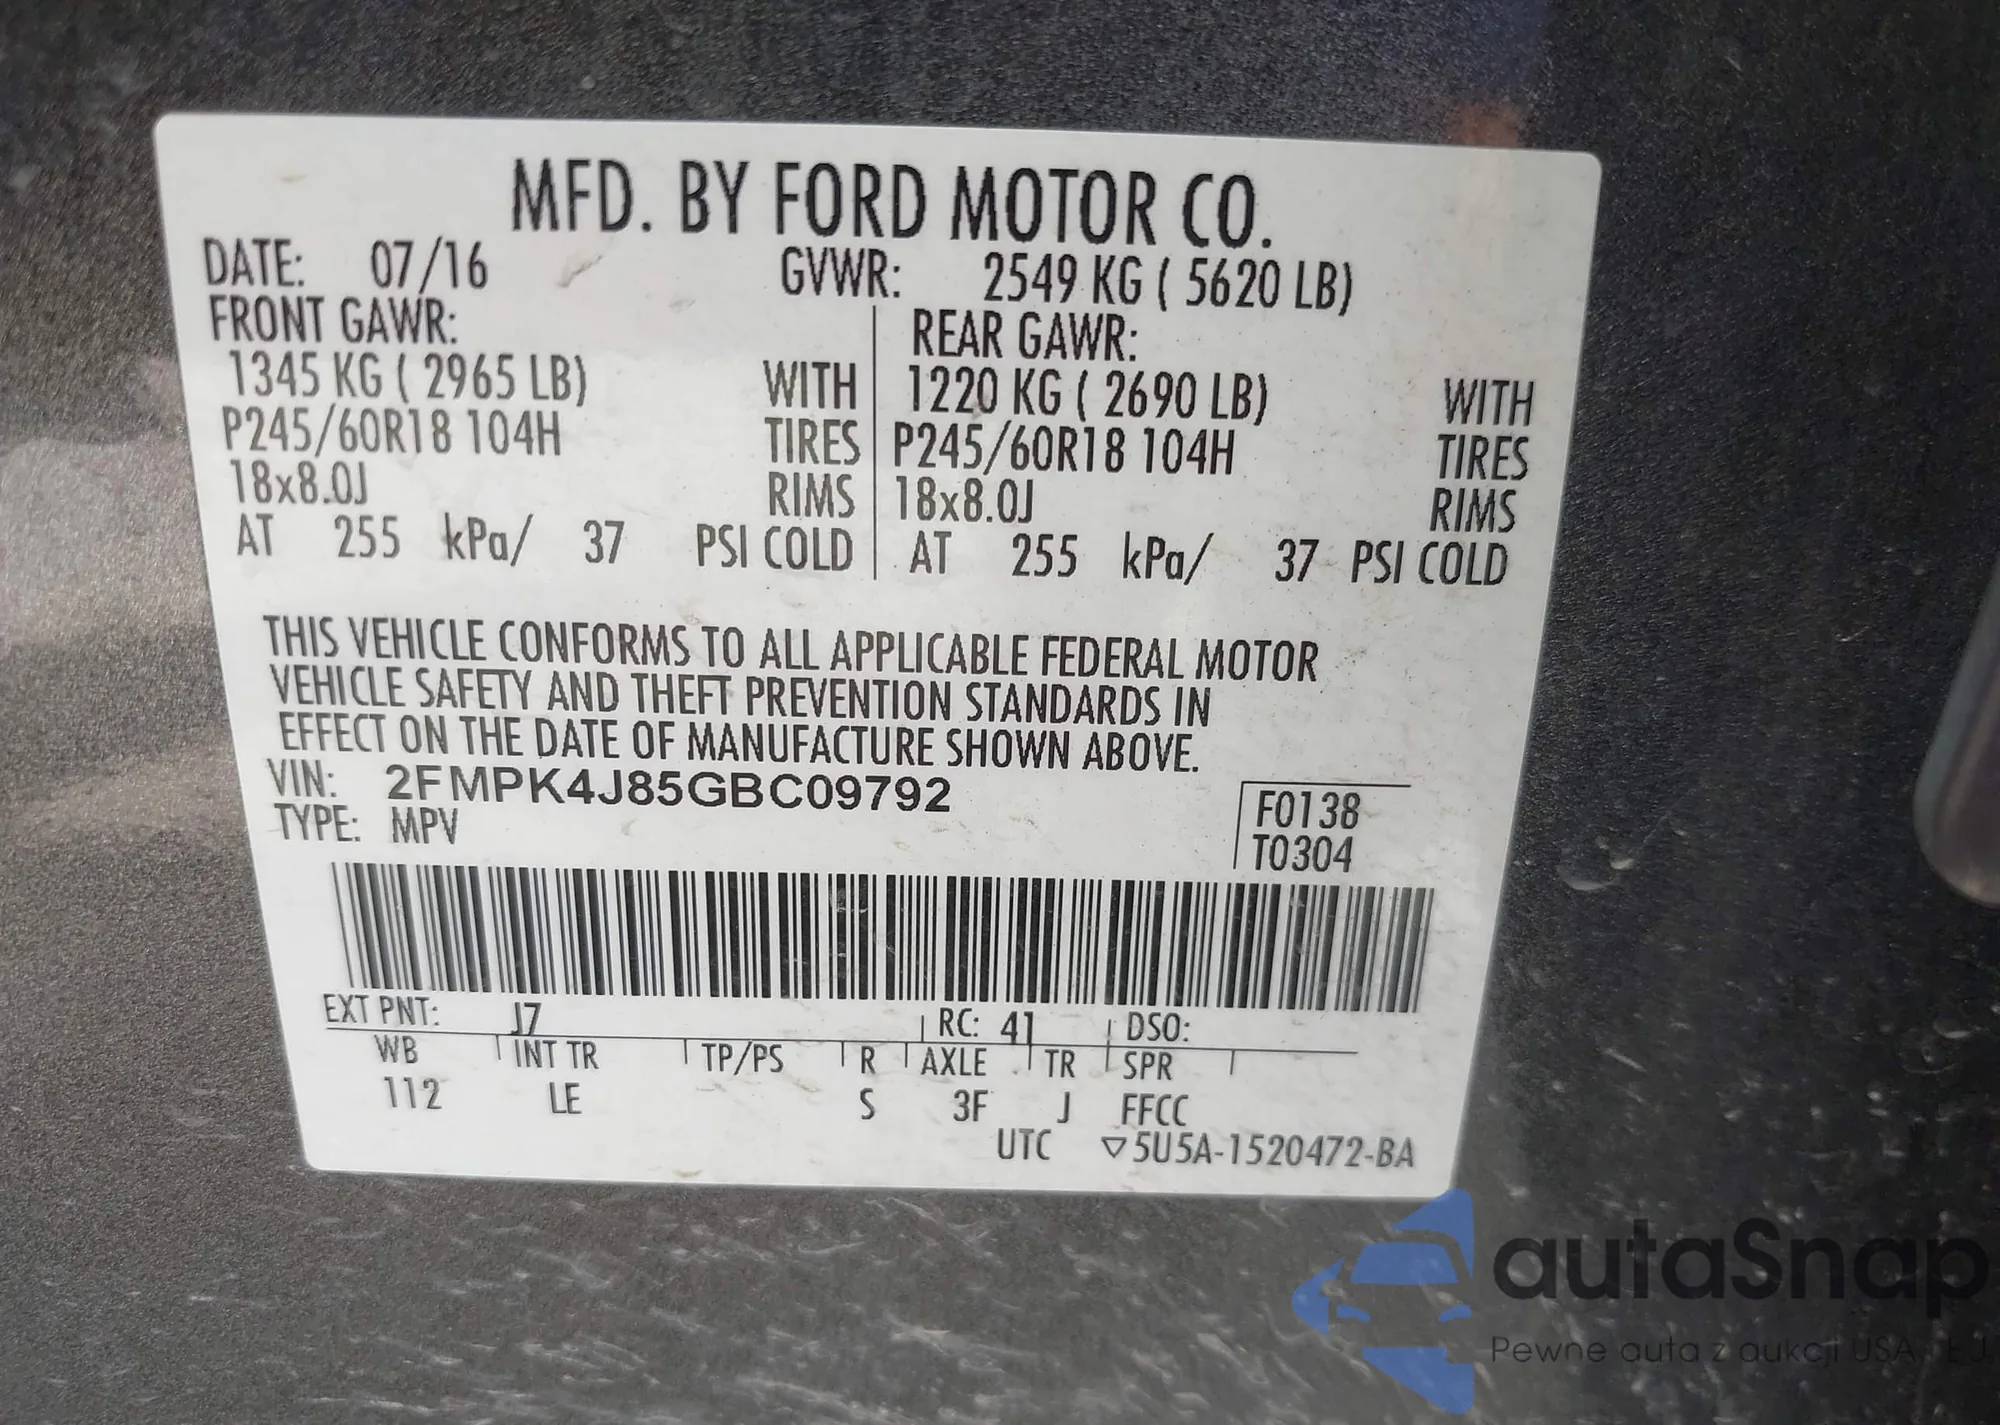 MFD. BY FORD MOTOR CO.
DATE: 07/16 GVWR: 2549 KG ( 5620 LB)
FRONT GAWR: REAR GAWR:
1345 KG ( 2965 LB) WITH 1220 KG ( 2690 LB) WITH
P245/60R18 104H TIRES P245/60R18 104H TIRES
18x8.0J RIMS 18x8.0J RIMS
AT 255 kPa/ 37 PSI COLD AT 255 kPa/ 37 PSI COLD
THIS VEHICLE CONFORMS TO ALL APPLICABLE FEDERAL MOTOR
VEHICLE SAFETY AND THEFT PREVENTION STANDARDS IN
EFFECT ON THE DATE OF MANUFACTURE SHOWN ABOVE.
VIN: 2FMPK4J85GBC09792
TYPE: MPV
F0138
T0304
EXT PNT: J7 RC: 41 DSO:
WB INT TR TP/PS R AXLE TR SPR
112 LE S 3F J FFCC
UTC ▽5U5A-1520472-BA
autaSnap
Pewne auta z aukcji USA